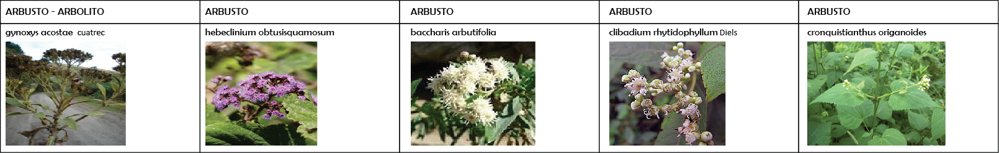 ARBUSTO - ARBOLITO
ARBUSTO
ARBUSTO
ARBUSTO
ARBUSTO
gynoxys acostae cuatrec
hebeclinium obtusisquamosum
baccharis arbutifolia
clibadium rhytidophyllum Diels
cronquistianthus origanoides